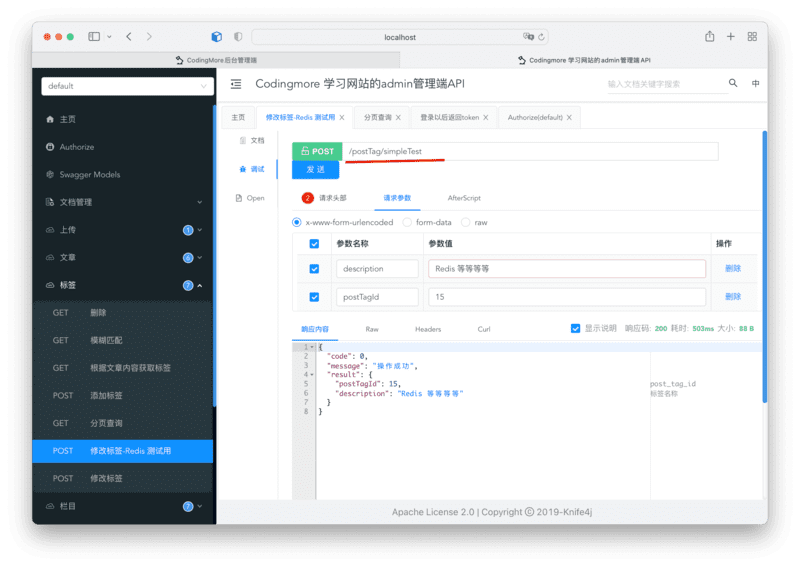 localhost
CodingMore后台管理端
Codingmore 学习网站的admin管理端API
default
Codingmore 学习网站的admin管理端API
输入文档关键字搜索
中
主页
修改标签-Redis 测试用
分页查询
登录以后返回token
Authorize(default)
主页
Authorize
Swagger Models
文档管理
上传 1
文章 6
标签 7
GET 删除
GET 模糊匹配
GET 根据文章内容获取标签
POST 添加标签
GET 分页查询
POST 修改标签-Redis 测试用
POST 修改标签
栏目 7
文档
调试
Open
POST /postTag/simpleTest
发 送
2 请求头部 请求参数 AfterScript
x-www-form-urlencoded form-data raw
参数名称 参数值 操作
description Redis 等等等等 删除
postTagId 15 删除
响应内容 Raw Headers Curl 显示说明 响应码: 200 耗时: 503ms 大小: 88 B
1 {
2 "code": 0,
3 "message": "操作成功",
4 "result": {
5 "postTagId": 15, post_tag_id
6 "description": "Redis 等等等等" 标签名称
7 }
8 }
Apache License 2.0 | Copyright © 2019-Knife4j